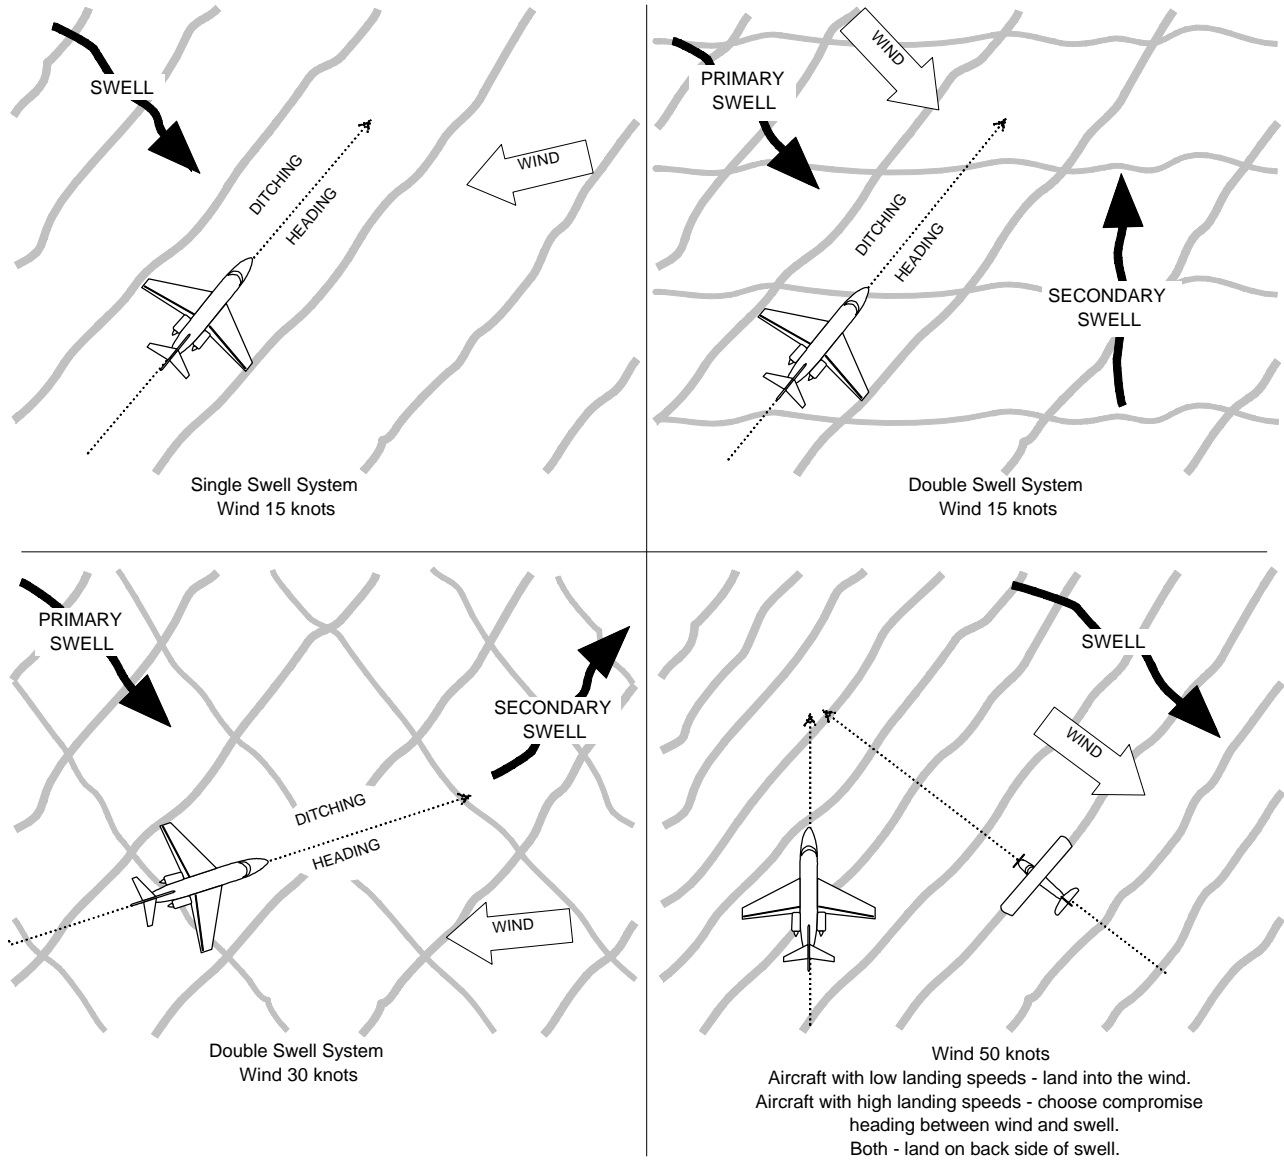 SWELL
DITCHING
HEADING
WIND
Single Swell System
Wind 15 knots
WIND
PRIMARY
SWELL
DITCHING
HEADING
SECONDARY
SWELL
Double Swell System
Wind 15 knots
PRIMARY
SWELL
SECONDARY
SWELL
DITCHING
HEADING
WIND
Double Swell System
Wind 30 knots
SWELL
WIND
Wind 50 knots
Aircraft with low landing speeds - land into the wind.
Aircraft with high landing speeds - choose compromise
heading between wind and swell.
Both - land on back side of swell.